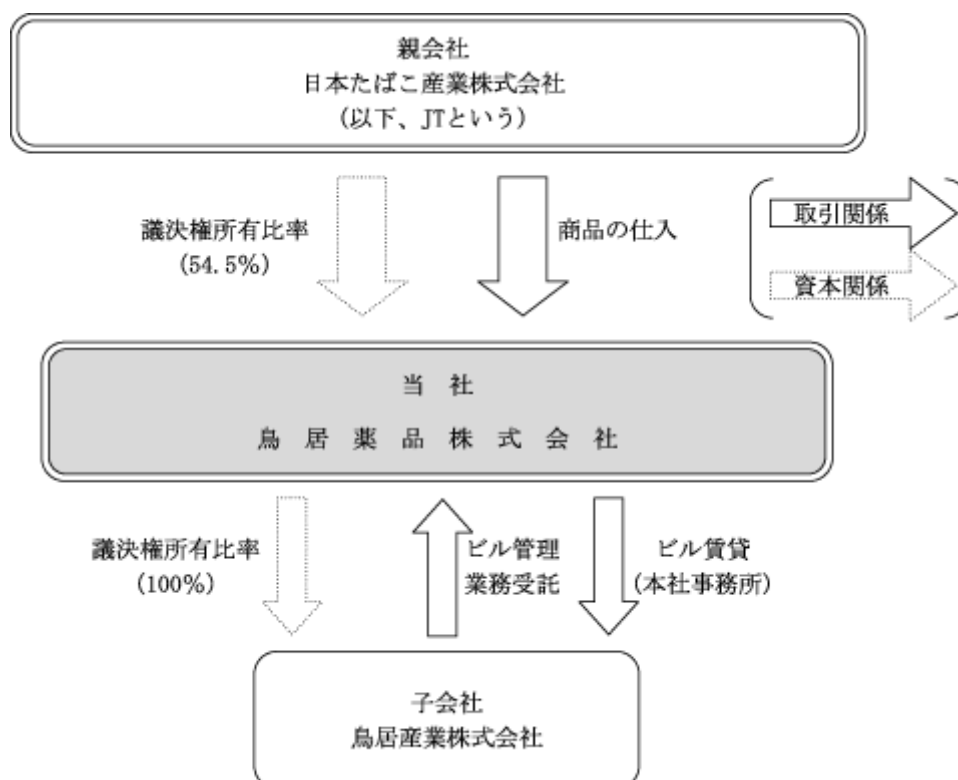 親会社
日本たばこ産業株式会社
(以下、JTという)
議決権所有比率
(54.5%)
商品の仕入
取引関係
資本関係
当 社
鳥 居 薬 品 株 式 会 社
議決権所有比率
(100%)
ビル管理
業務受託
ビル賃貸
(本社事務所)
子会社
鳥居産業株式会社